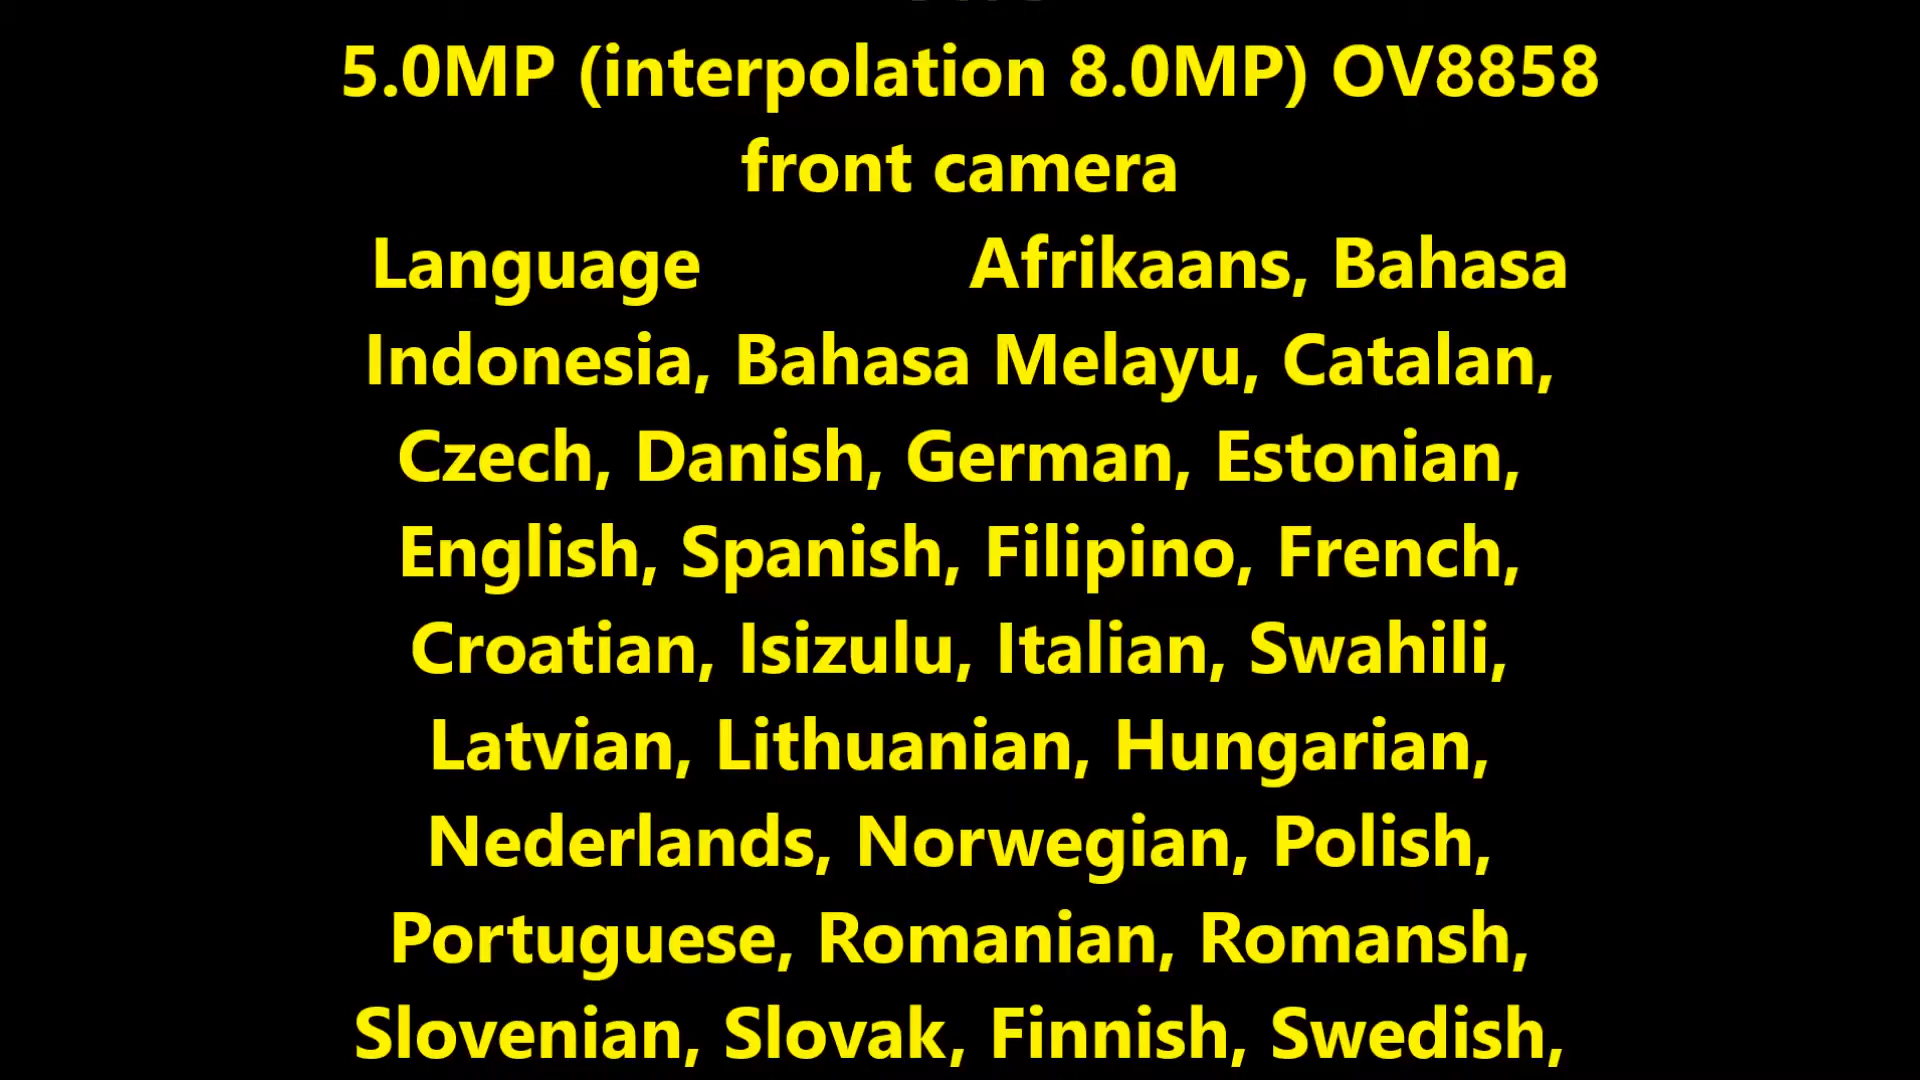 5.0MP (interpolation 8.0MP) OV8858
front camera
Language Afrikaans, Bahasa
Indonesia, Bahasa Melayu, Catalan,
Czech, Danish, German, Estonian,
English, Spanish, Filipino, French,
Croatian, Isizulu, Italian, Swahili,
Latvian, Lithuanian, Hungarian,
Nederlands, Norwegian, Polish,
Portuguese, Romanian, Romansh,
Slovenian, Slovak, Finnish, Swedish,